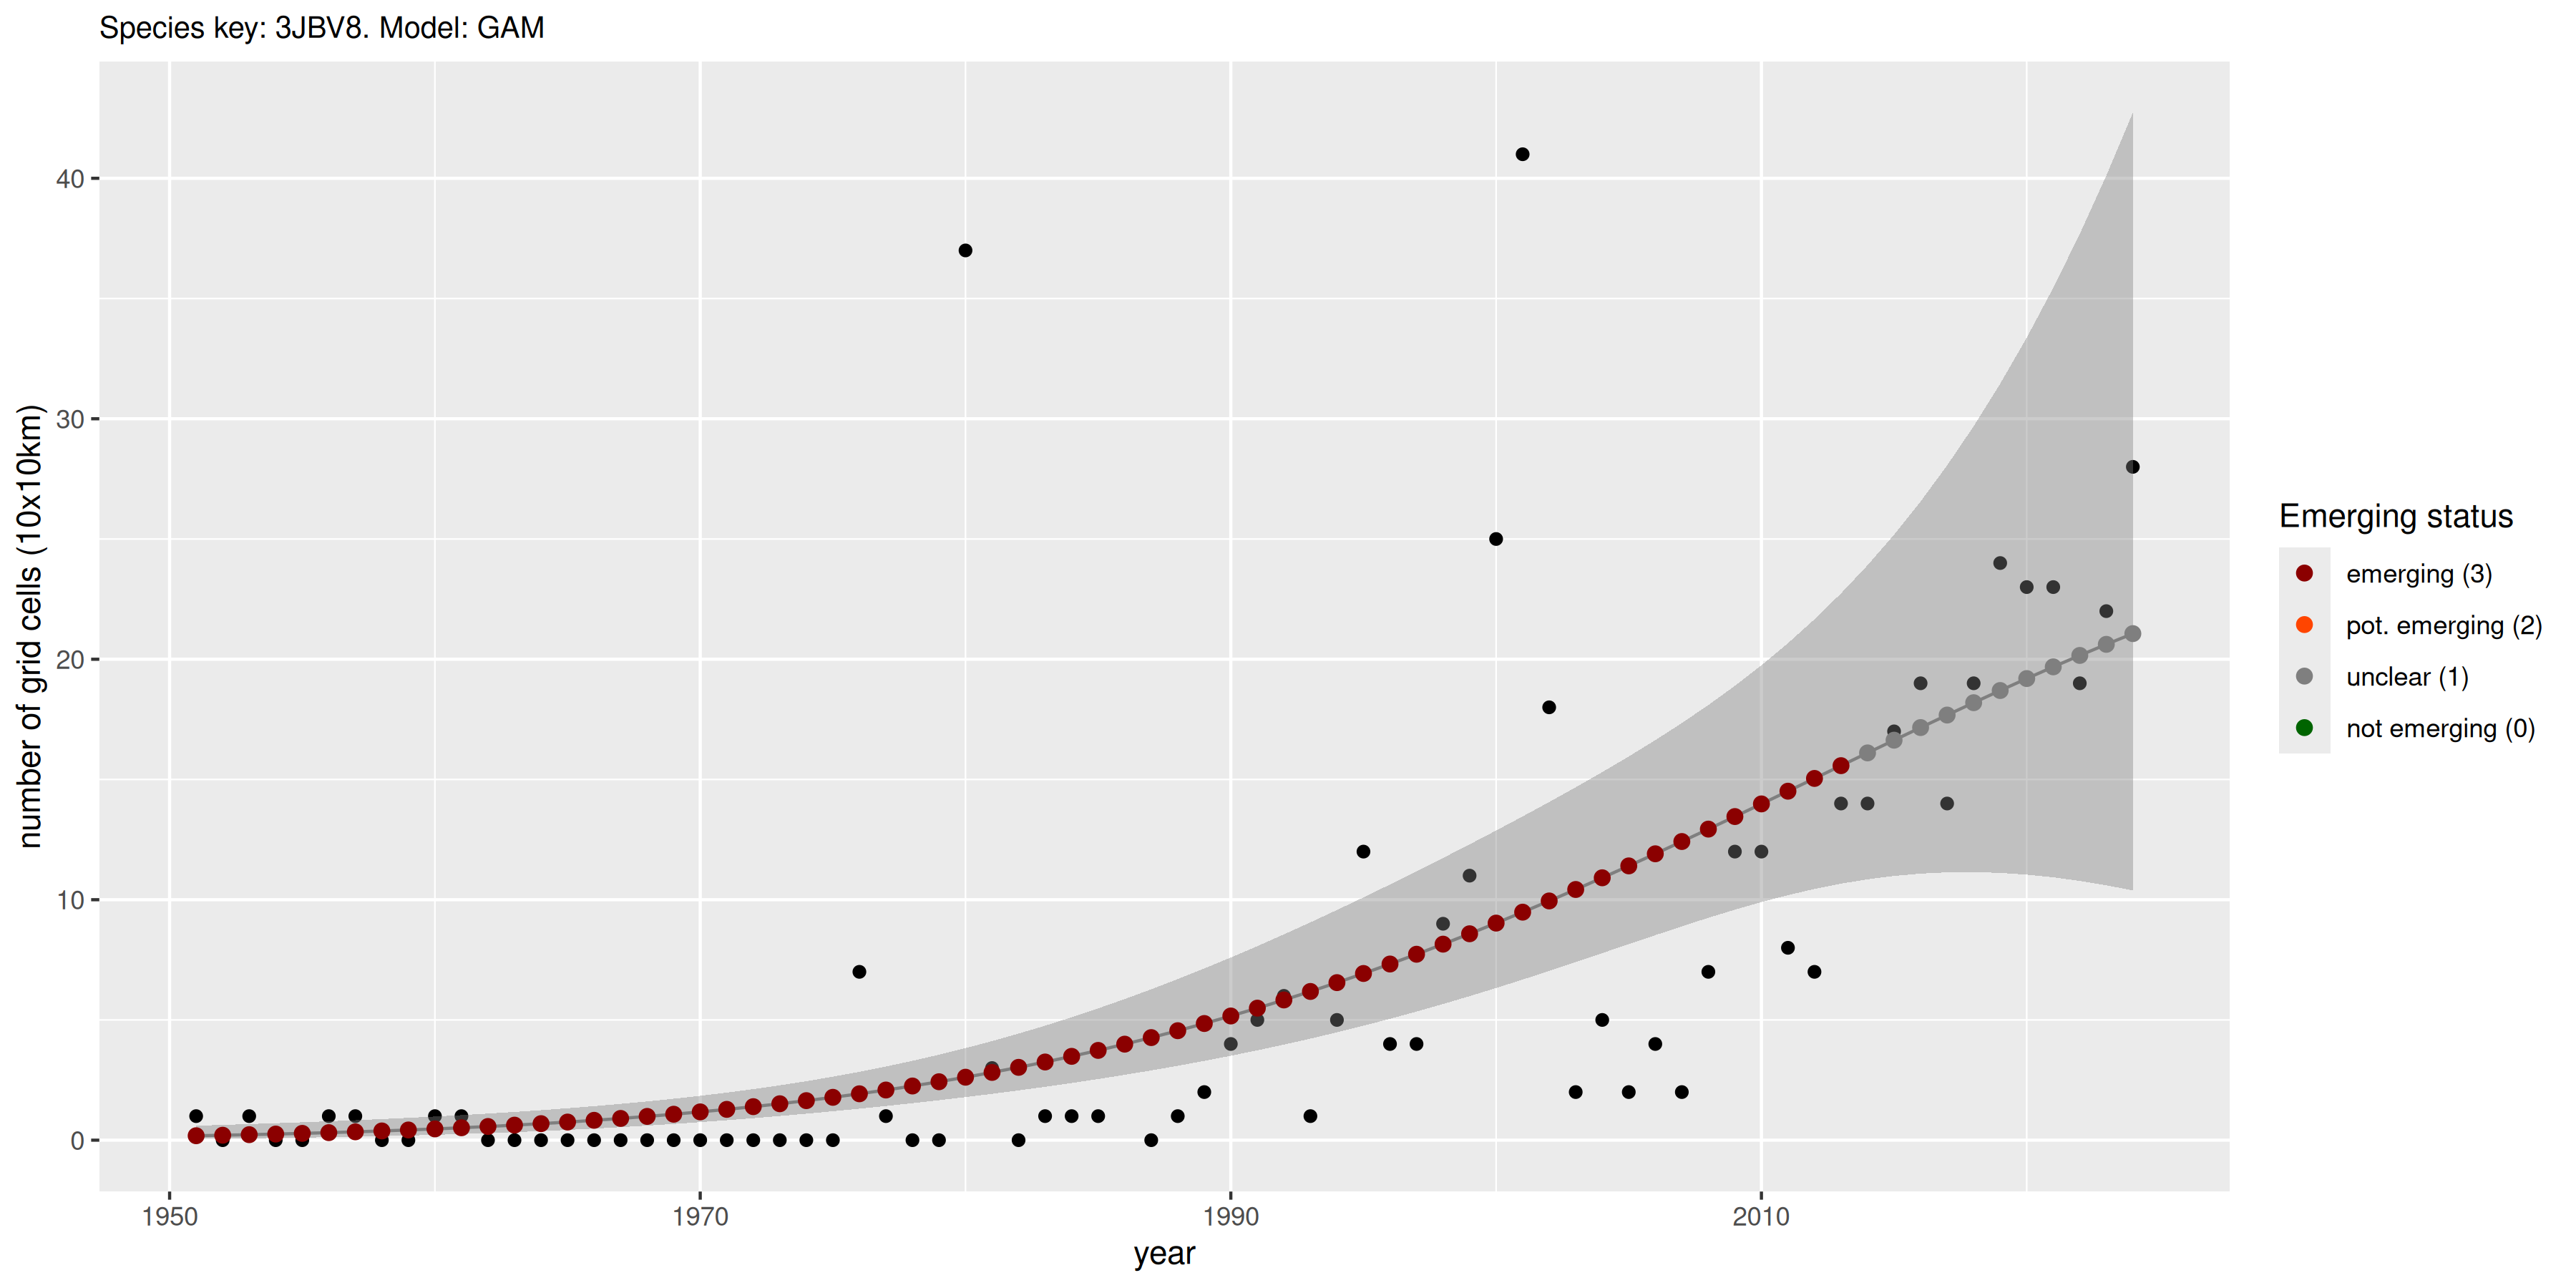 Species key: 3JBV8. Model: GAM
number of grid cells (10x10km)
40
30
20
10
0
1950
1970
1990
2010
year
Emerging status
emerging (3)
pot. emerging (2)
unclear (1)
not emerging (0)